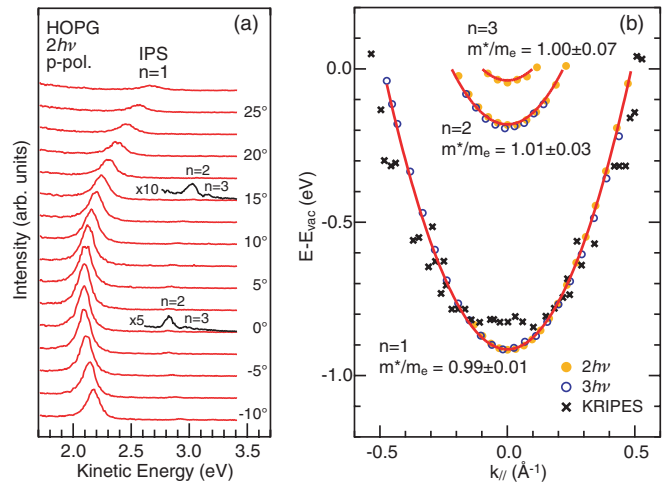 (a)
HOPG
2hν
p-pol.
IPS
n=1
25°
20°
n=2
x10
n=3
15°
10°
5°
n=2
x5
n=3
0°
-5°
-10°
Intensity (arb. units)
2.0
2.5
3.0
3.5
Kinetic Energy (eV)
(b)
n=3
m*/me = 1.00±0.07
n=2
m*/me = 1.01±0.03
n=1
m*/me = 0.99±0.01
2hν
3hν
KRIPES
0.0
-0.5
-1.0
E-Evac (eV)
-0.5
0.0
0.5
k// (Å-1)